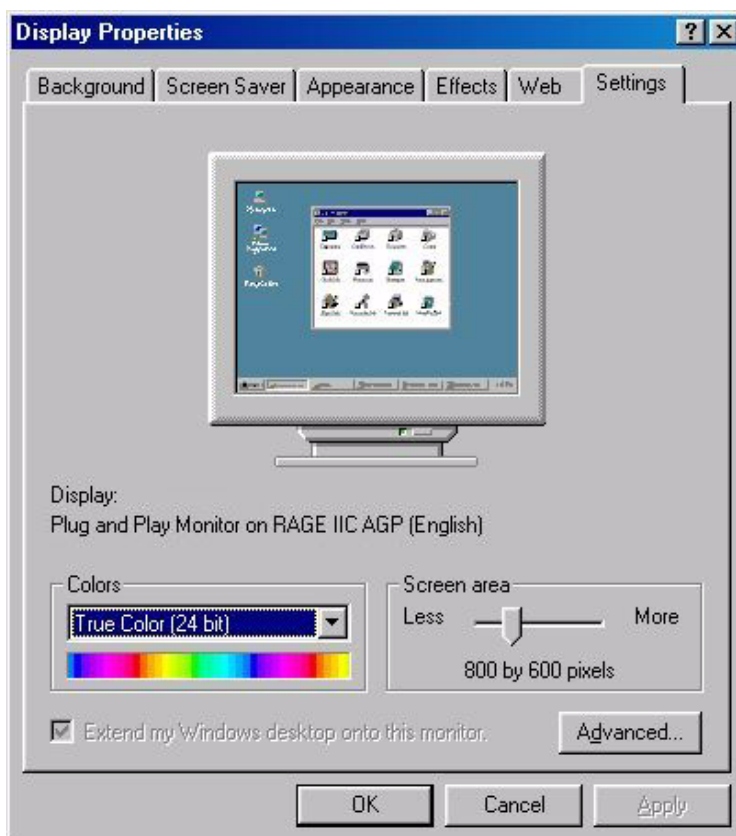 Display Properties
Background Screen Saver Appearance Effects Web Settings
Display:
Plug and Play Monitor on RAGE IIC AGP (English)
Colors
True Color (24 bit)
Screen area
Less More
800 by 600 pixels
Extend my Windows desktop onto this monitor.
Advanced...
OK Cancel Apply